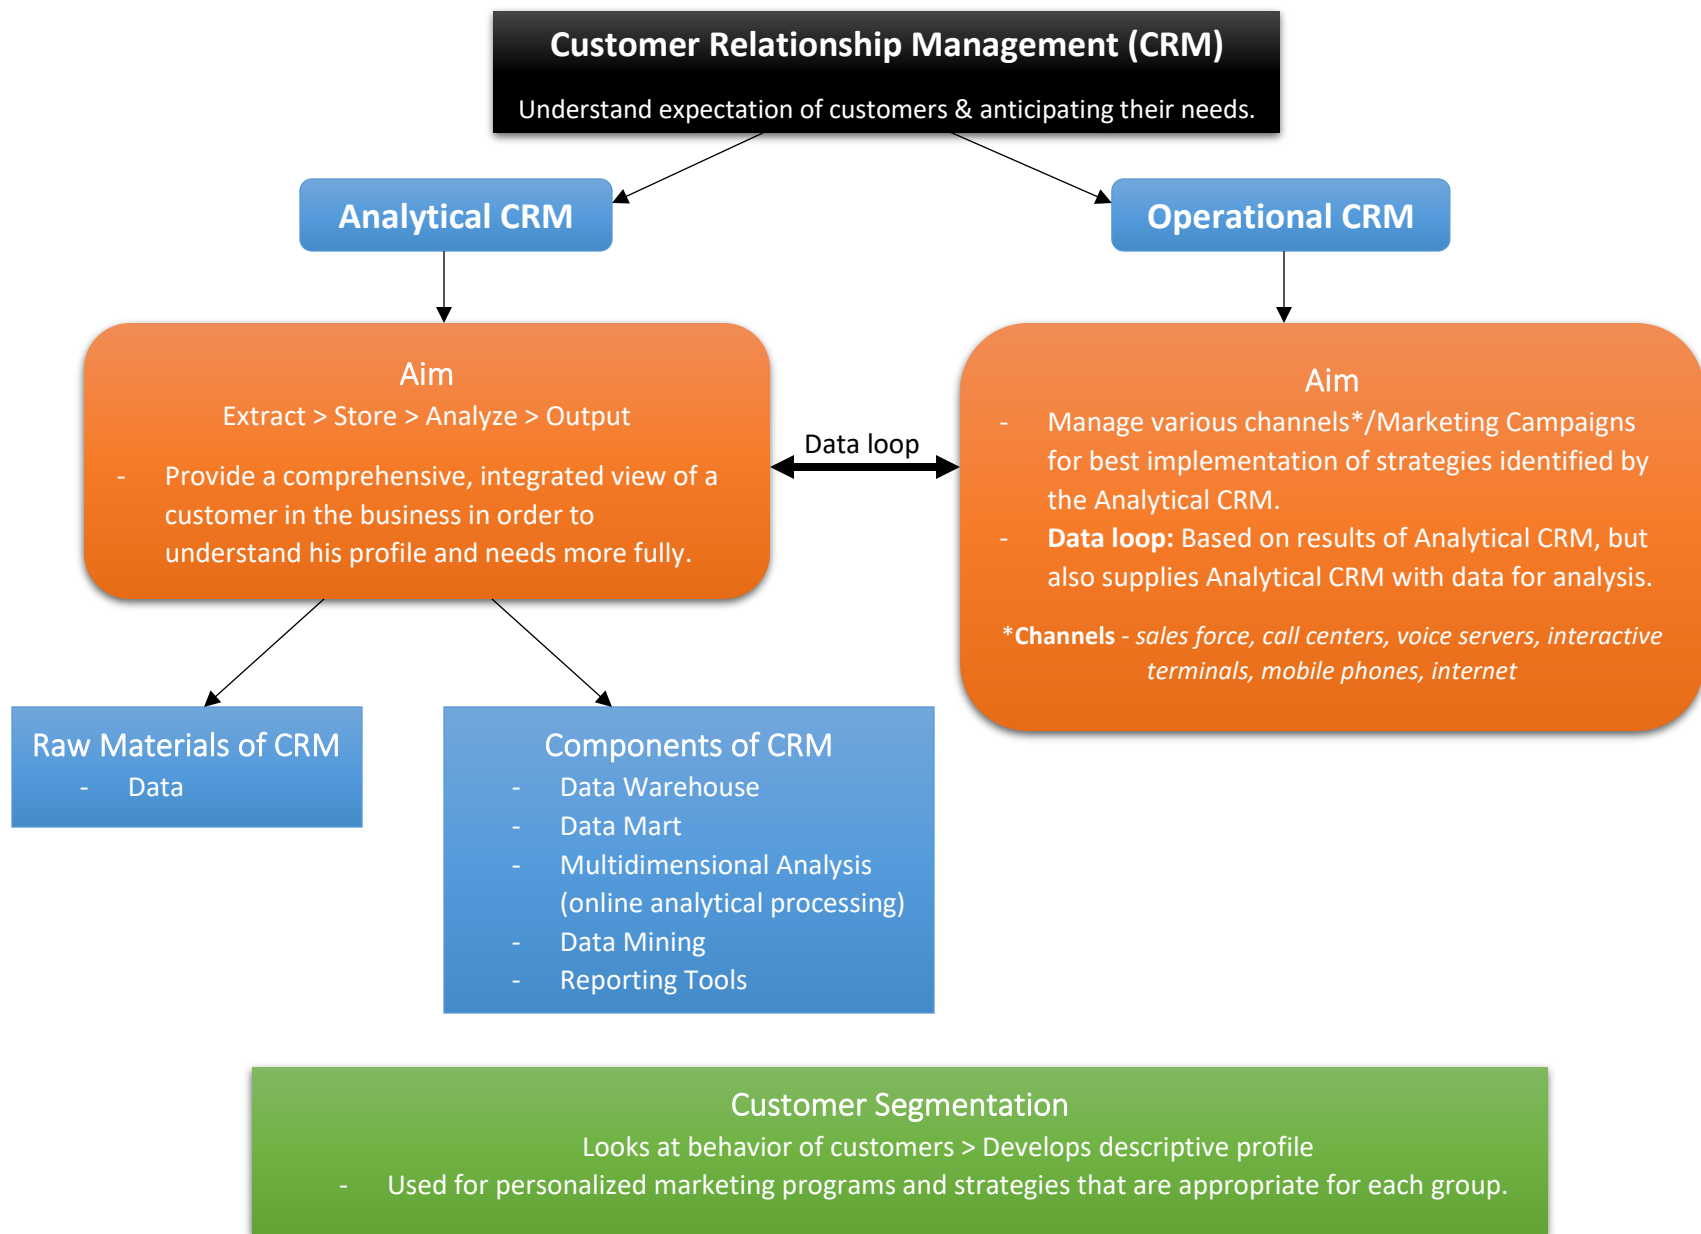 Customer Relationship Management (CRM)
Understand expectation of customers & anticipating their needs.
Analytical CRM
Operational CRM
Aim
Extract > Store > Analyze > Output
- Provide a comprehensive, integrated view of a
customer in the business in order to
understand his profile and needs more fully.
Data loop
Aim
- Manage various channels*/Marketing Campaigns
for best implementation of strategies identified by
the Analytical CRM.
- Data loop: Based on results of Analytical CRM, but
also supplies Analytical CRM with data for analysis.
*Channels - sales force, call centers, voice servers, interactive
terminals, mobile phones, internet
Raw Materials of CRM
- Data
Components of CRM
- Data Warehouse
- Data Mart
- Multidimensional Analysis
(online analytical processing)
- Data Mining
- Reporting Tools
Customer Segmentation
Looks at behavior of customers > Develops descriptive profile
- Used for personalized marketing programs and strategies that are appropriate for each group.